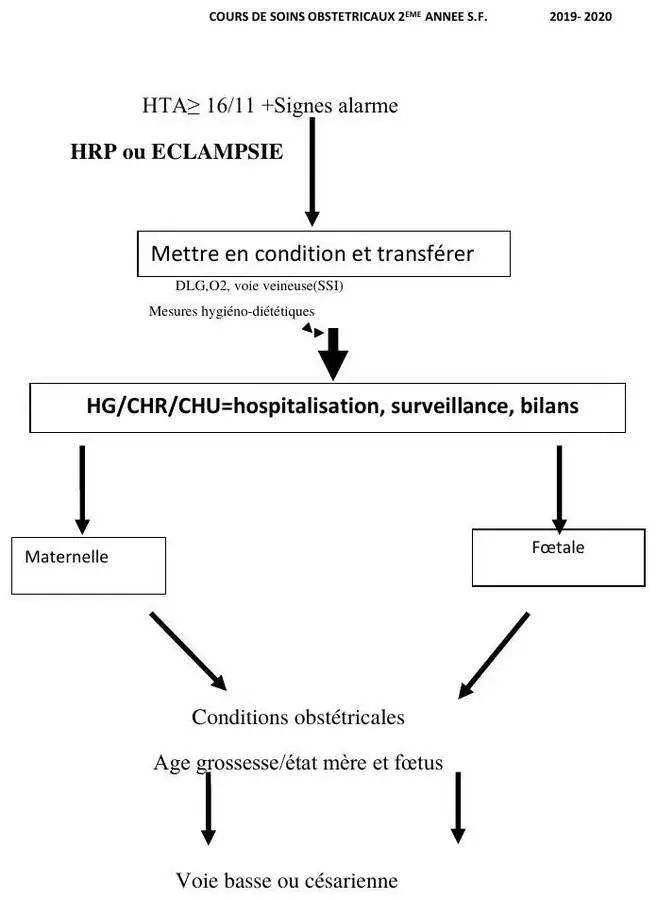 COURS DE SOINS OBSTETRICAUX 2EME ANNEE S.F. 2019- 2020
HTA≥ 16/11 +Signes alarme
HRP ou ECLAMPSIE
Mettre en condition et transférer
DLG,O2, voie veineuse(SSI)
Mesures hygiéno-diététiques
HG/CHR/CHU=hospitalisation, surveillance, bilans
Maternelle
Fœtale
Conditions obstétricales
Age grossesse/état mère et fœtus
Voie basse ou césarienne